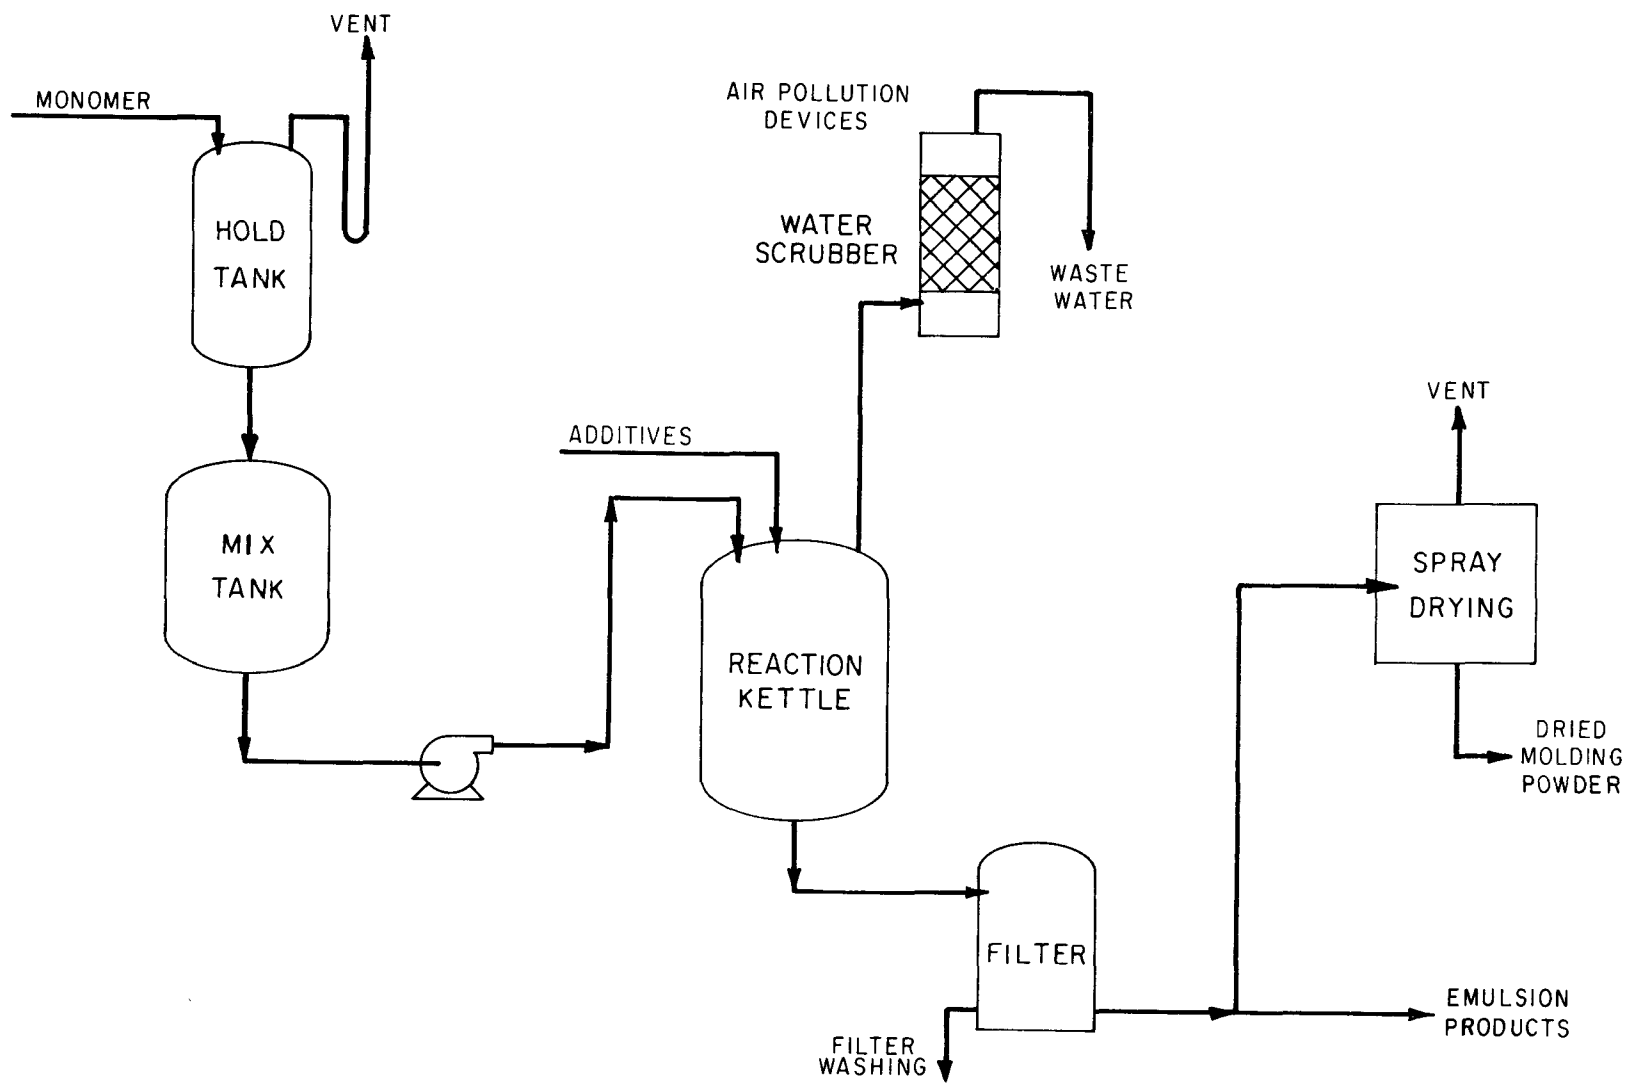 VENT
MONOMER
HOLD
TANK
AIR POLLUTION
DEVICES
WATER
SCRUBBER
WASTE
WATER
ADDITIVES
MIX
TANK
REACTION
KETTLE
VENT
SPRAY
DRYING
DRIED
MOLDING
POWDER
FILTER
FILTER
WASHING
EMULSION
PRODUCTS